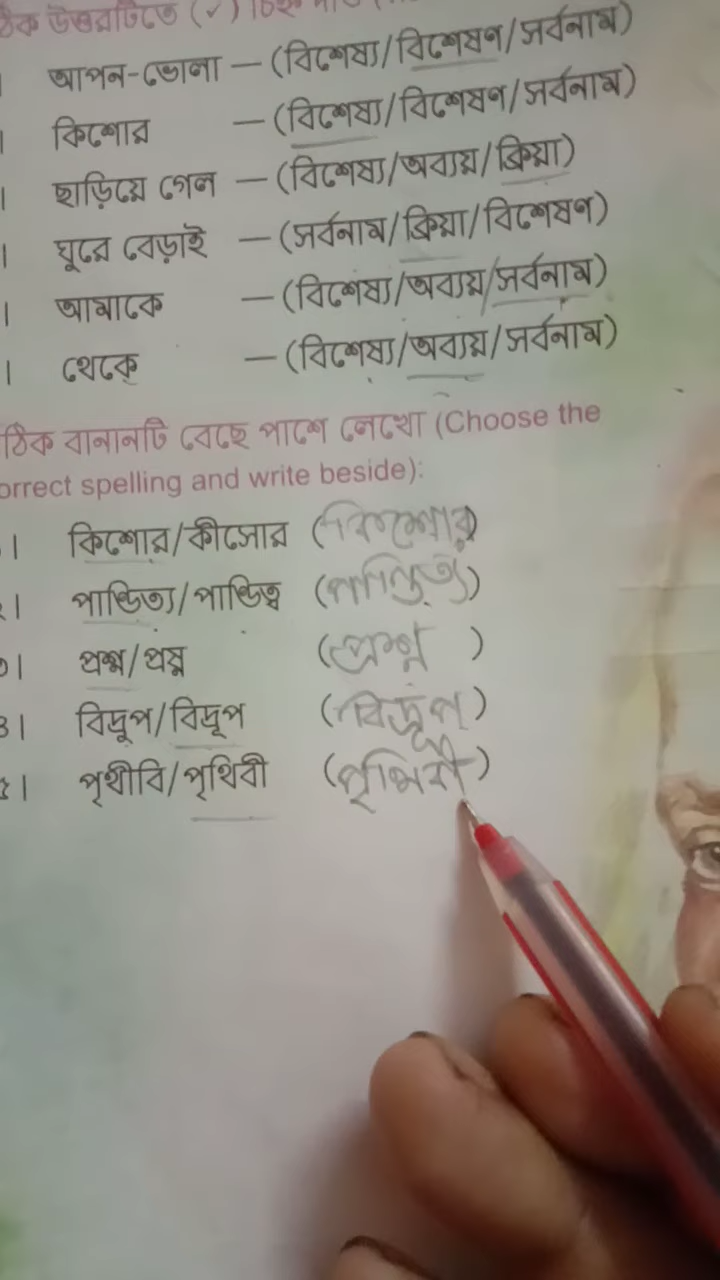 ঠিক উত্তরটিতে (✓) চিহ্ন দাও
। আপন-ভোলা — (বিশেষ্য/বিশেষণ/সর্বনাম)
। কিশোর — (বিশেষ্য/বিশেষণ/সর্বনাম)
। ছাড়িয়ে গেল — (বিশেষ্য/অব্যয়/ক্রিয়া)
। ঘুরে বেড়াই — (সর্বনাম/ক্রিয়া/বিশেষণ)
। আমাকে — (বিশেষ্য/অব্যয়/সর্বনাম)
। থেকে — (বিশেষ্য/অব্যয়/সর্বনাম)
ঠিক বানানটি বেছে পাশে লেখো (Choose the
orrect spelling and write beside):
। কিশোর/কীসোর (কিশোর)
২। পাণ্ডিত্য/পাণ্ডিত্ব (পাণ্ডিত্য)
৩। প্রশ্ন/প্রস্ন (প্রশ্ন)
৪। বিদ্রুপ/বিদ্রূপ (বিদ্রূপ)
৫। পৃথীবি/পৃথিবী (পৃথিবী)